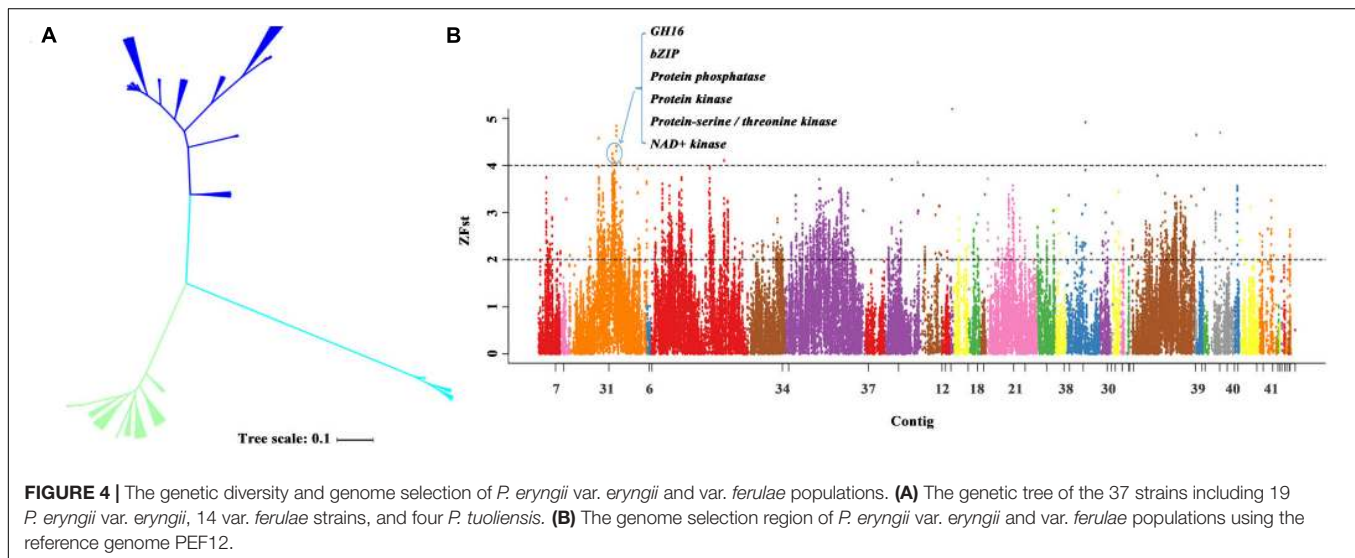 A
B
GH16
bZIP
Protein phosphatase
Protein kinase
Protein-serine / threonine kinase
NAD+ kinase
5
4
3
2
1
0
ZFst
7 31 6 34 37 12 18 21 38 30 39 40 41
Contig
Tree scale: 0.1
FIGURE 4 | The genetic diversity and genome selection of P. eryngii var. eryngii and var. ferulae populations. (A) The genetic tree of the 37 strains including 19
P. eryngii var. eryngii, 14 var. ferulae strains, and four P. tuoliensis. (B) The genome selection region of P. eryngii var. eryngii and var. ferulae populations using the
reference genome PEF12.